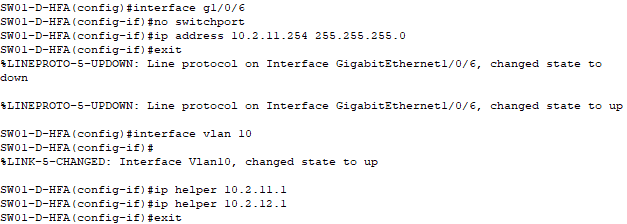 SW01-D-HFA(config)#interface g1/0/6
SW01-D-HFA(config-if)#no switchport
SW01-D-HFA(config-if)#ip address 10.2.11.254 255.255.255.0
SW01-D-HFA(config-if)#exit
%LINEPROTO-5-UPDOWN: Line protocol on Interface GigabitEthernet1/0/6, changed state to
down
%LINEPROTO-5-UPDOWN: Line protocol on Interface GigabitEthernet1/0/6, changed state to up
SW01-D-HFA(config)#interface vlan 10
SW01-D-HFA(config-if)#
%LINK-5-CHANGED: Interface Vlan10, changed state to up
SW01-D-HFA(config-if)#ip helper 10.2.11.1
SW01-D-HFA(config-if)#ip helper 10.2.12.1
SW01-D-HFA(config-if)#exit